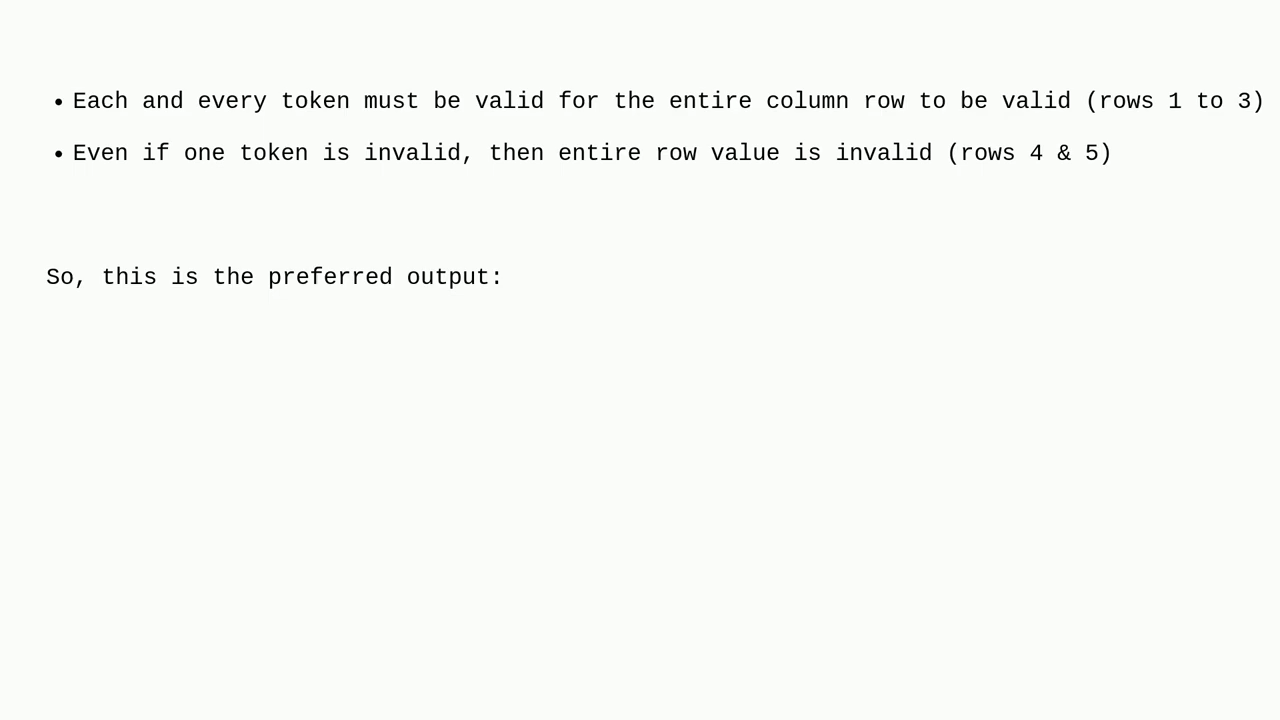 • Each and every token must be valid for the entire column row to be valid (rows 1 to 3)
• Even if one token is invalid, then entire row value is invalid (rows 4 & 5)
So, this is the preferred output: